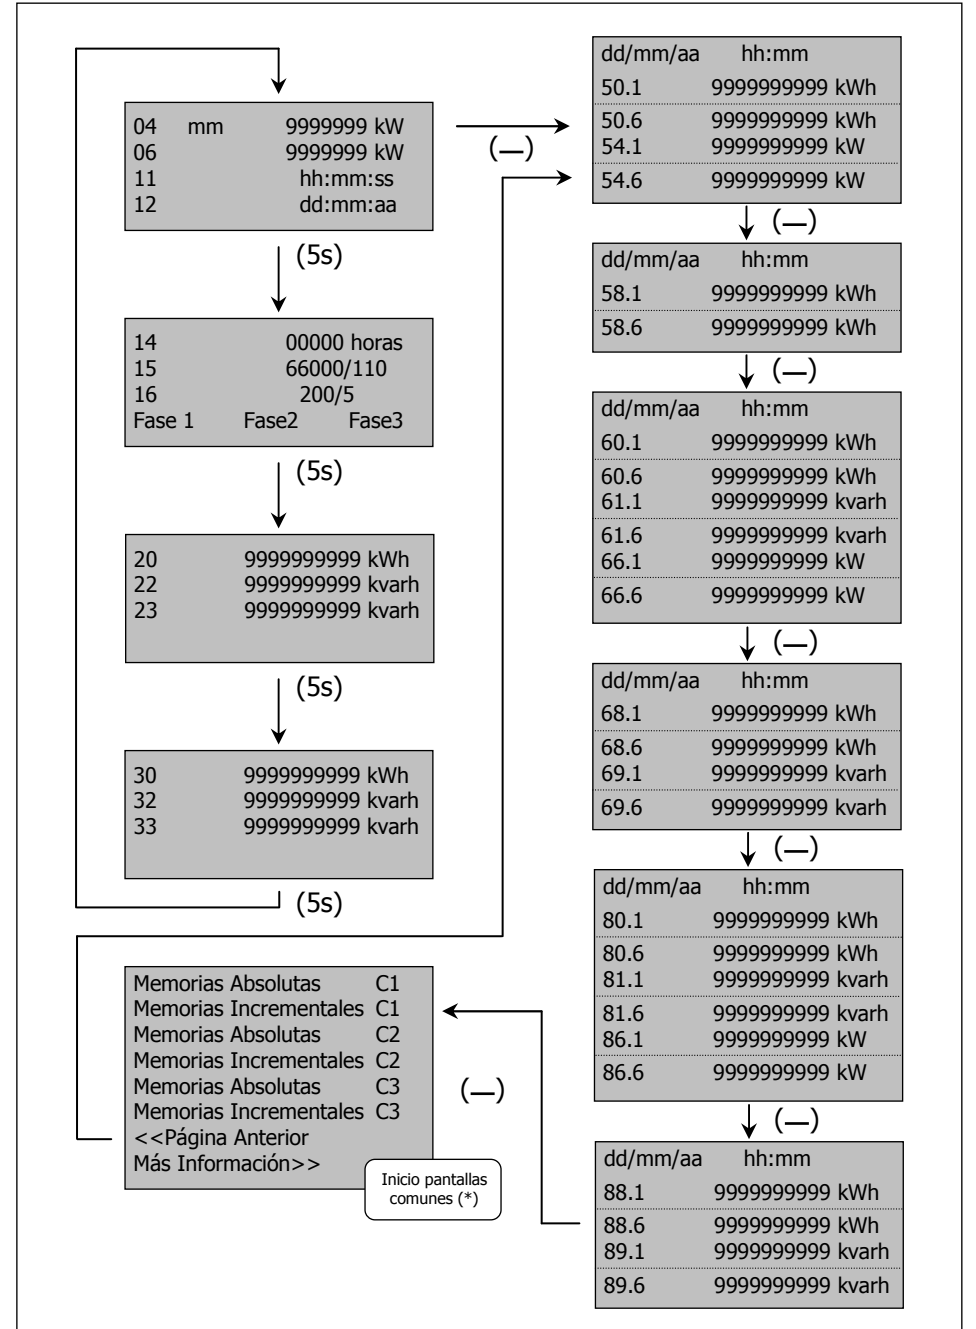 04 mm 9999999 kW
06 9999999 kW
11 hh:mm:ss
12 dd:mm:aa
(5s)
14 00000 horas
15 66000/110
16 200/5
Fase 1 Fase2 Fase3
(5s)
20 9999999999 kWh
22 9999999999 kvarh
23 9999999999 kvarh
(5s)
30 9999999999 kWh
32 9999999999 kvarh
33 9999999999 kvarh
(5s)
(—)
dd/mm/aa hh:mm
50.1 9999999999 kWh
50.6 9999999999 kWh
54.1 9999999999 kW
54.6 9999999999 kW
(—)
dd/mm/aa hh:mm
58.1 9999999999 kWh
58.6 9999999999 kWh
(—)
dd/mm/aa hh:mm
60.1 9999999999 kWh
60.6 9999999999 kWh
61.1 9999999999 kvarh
61.6 9999999999 kvarh
66.1 9999999999 kW
66.6 9999999999 kW
(—)
dd/mm/aa hh:mm
68.1 9999999999 kWh
68.6 9999999999 kWh
69.1 9999999999 kvarh
69.6 9999999999 kvarh
(—)
dd/mm/aa hh:mm
80.1 9999999999 kWh
80.6 9999999999 kWh
81.1 9999999999 kvarh
81.6 9999999999 kvarh
86.1 9999999999 kW
86.6 9999999999 kW
(—)
dd/mm/aa hh:mm
88.1 9999999999 kWh
88.6 9999999999 kWh
89.1 9999999999 kvarh
89.6 9999999999 kvarh
(—)
Memorias Absolutas C1
Memorias Incrementales C1
Memorias Absolutas C2
Memorias Incrementales C2
Memorias Absolutas C3
Memorias Incrementales C3
<<Página Anterior
Más Información>>
Inicio pantallas
comunes (*)